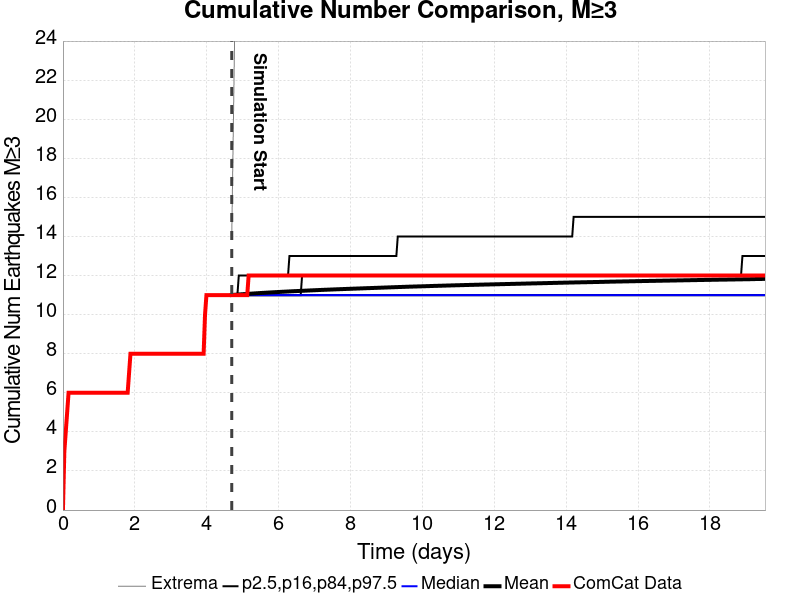 Cumulative Number Comparison, M≥3
Cumulative Num Earthquakes M≥3
24
22
20
18
16
14
12
10
8
6
4
2
0
Simulation Start
0 2 4 6 8 10 12 14 16 18
Time (days)
Extrema p2.5,p16,p84,p97.5 Median Mean ComCat Data